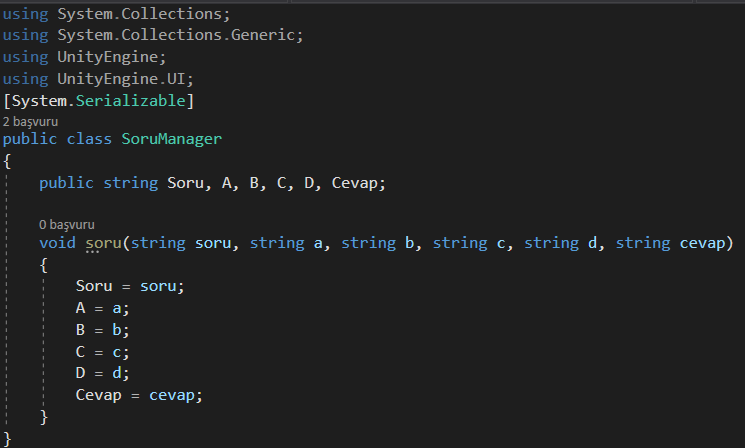 using System.Collections;
using System.Collections.Generic;
using UnityEngine;
using UnityEngine.UI;
[System.Serializable]
2 başvuru
public class SoruManager
{
public string Soru, A, B, C, D, Cevap;
0 başvuru
void soru(string soru, string a, string b, string c, string d, string cevap)
{
Soru = soru;
A = a;
B = b;
C = c;
D = d;
Cevap = cevap;
}
}